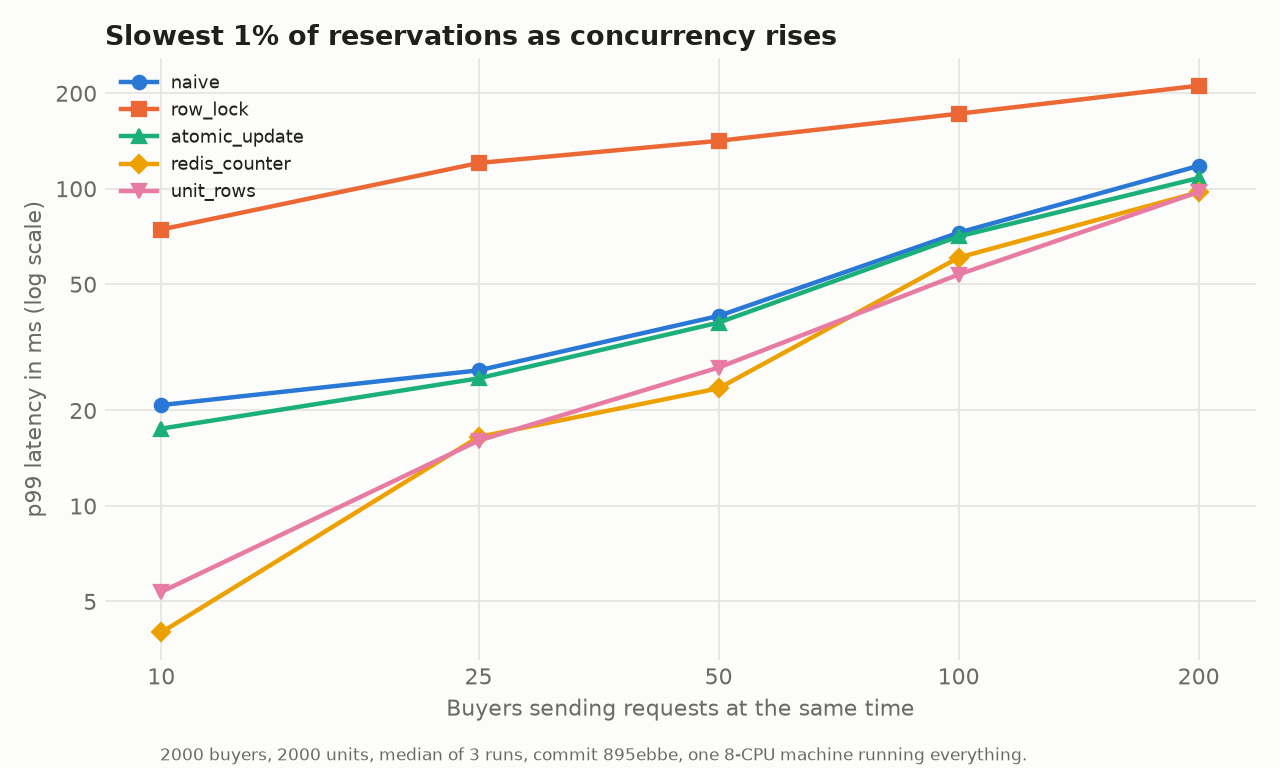 Slowest 1% of reservations as concurrency rises
naive
row_lock
atomic_update
redis_counter
unit_rows
p99 latency in ms (log scale)
200
100
50
20
10
5
10 25 50 100 200
Buyers sending requests at the same time
2000 buyers, 2000 units, median of 3 runs, commit 895ebbe, one 8-CPU machine running everything.